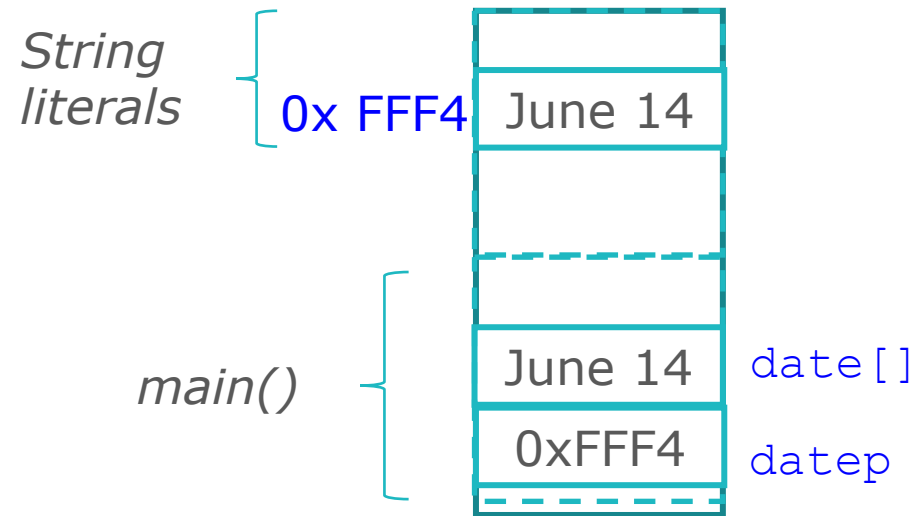 String
literals
0x FFF4
June 14
main()
June 14
date[]
0xFFF4
datep